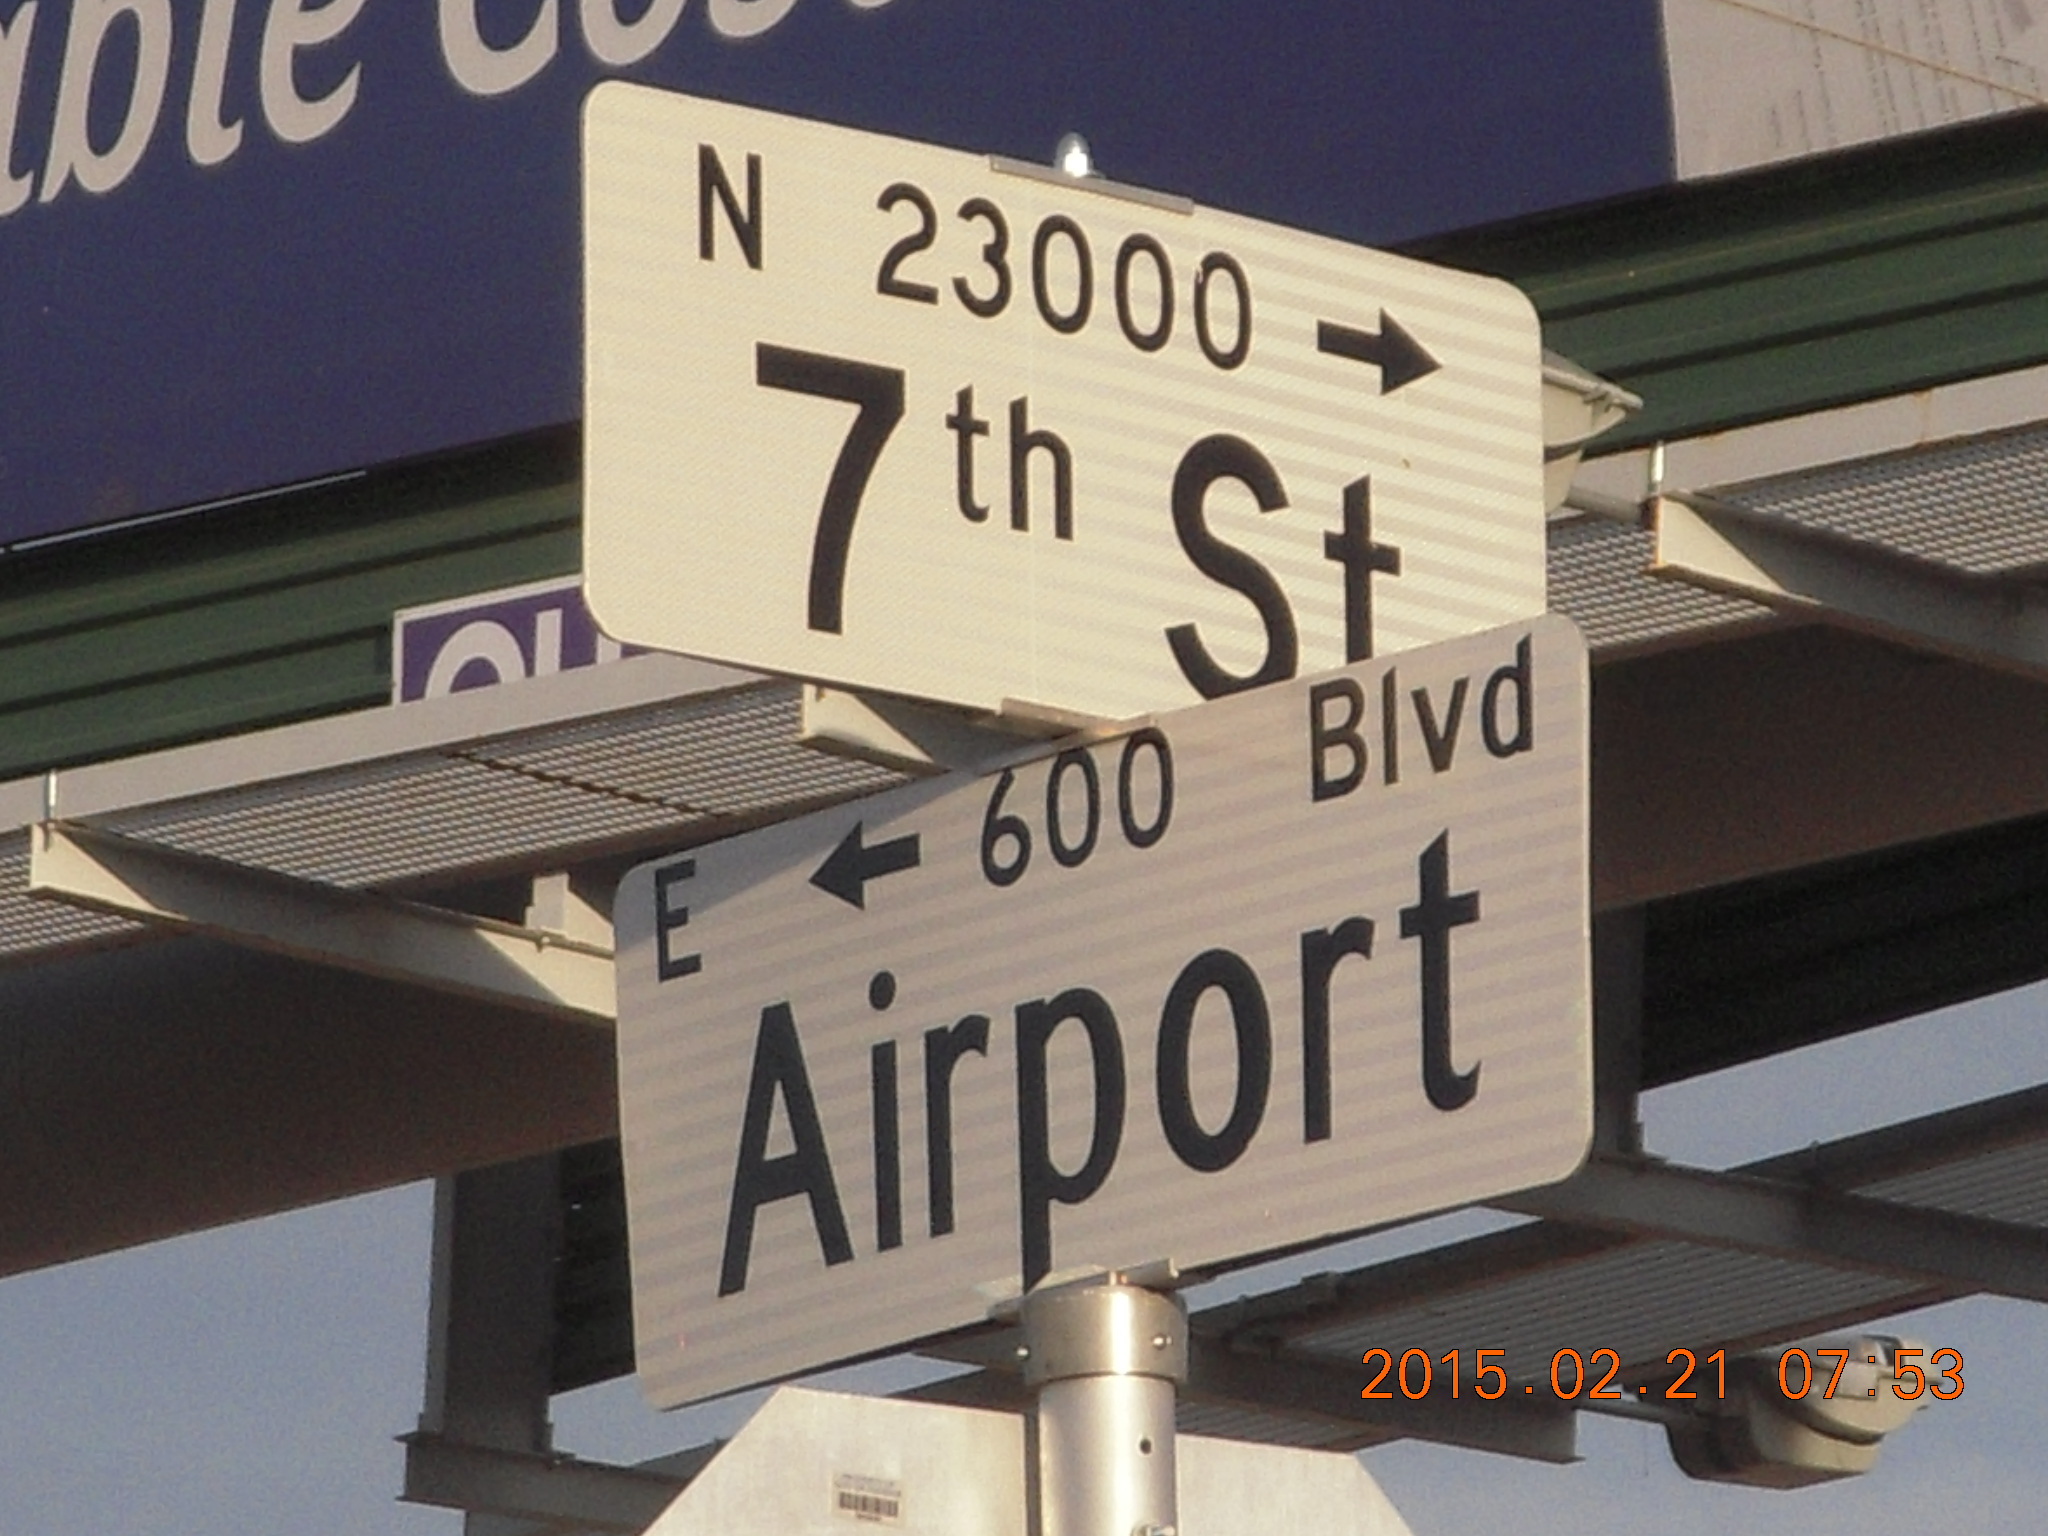 N 23000 →
7th St
Blvd
E ← 600
Airport
2015.02.21 07:53